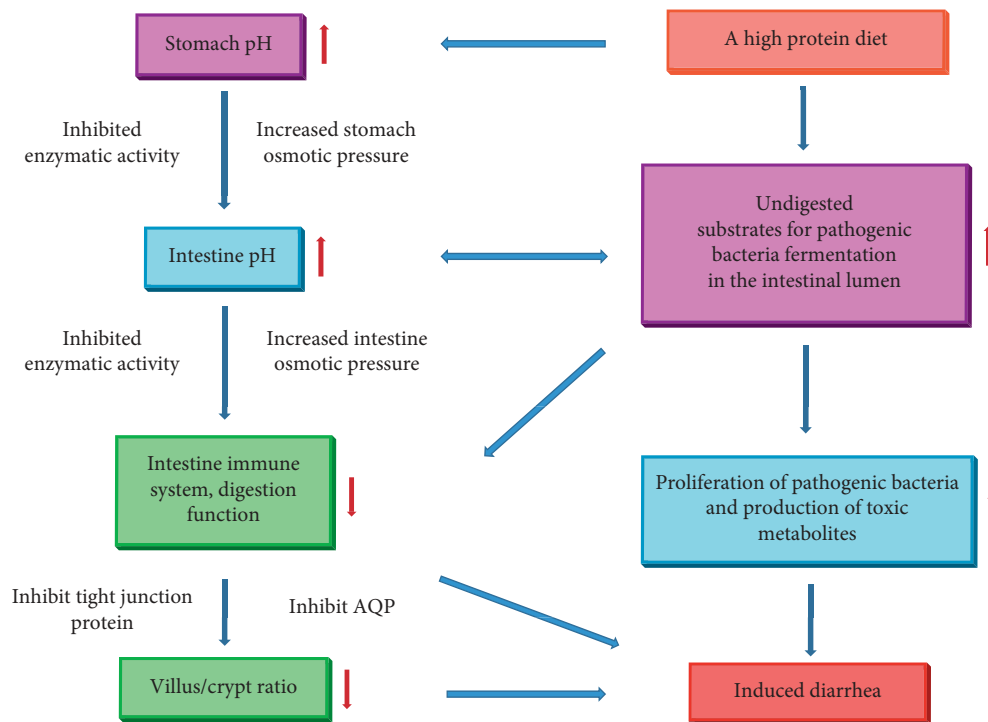 Stomach pH
A high protein diet
Inhibited
enzymatic activity
Increased stomach
osmotic pressure
Undigested
substrates for pathogenic
bacteria fermentation
in the intestinal lumen
Intestine pH
Inhibited
enzymatic activity
Increased intestine
osmotic pressure
Intestine immune
system, digestion
function
Proliferation of pathogenic bacteria
and production of toxic
metabolites
Inhibit tight junction
protein
Inhibit AQP
Villus/crypt ratio
Induced diarrhea